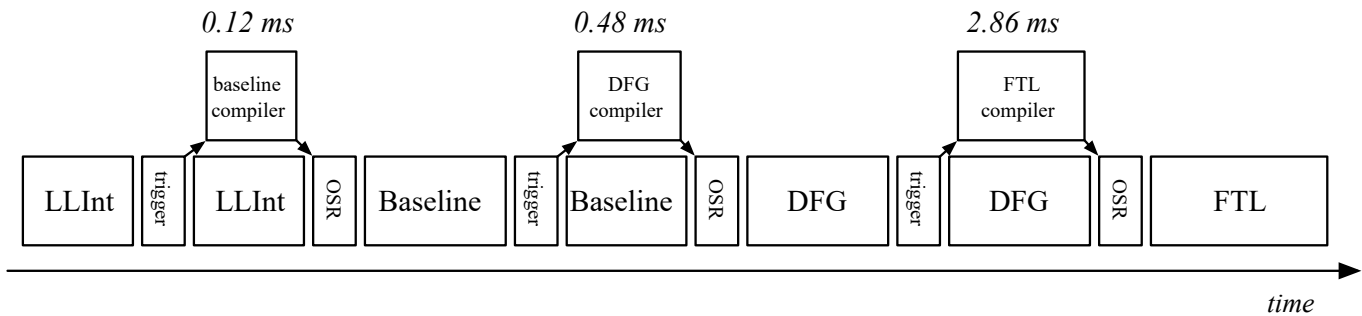 0.12 ms
0.48 ms
2.86 ms
baseline
compiler
DFG
compiler
FTL
compiler
LLInt
trigger
LLInt
OSR
Baseline
trigger
Baseline
OSR
DFG
trigger
DFG
OSR
FTL
time